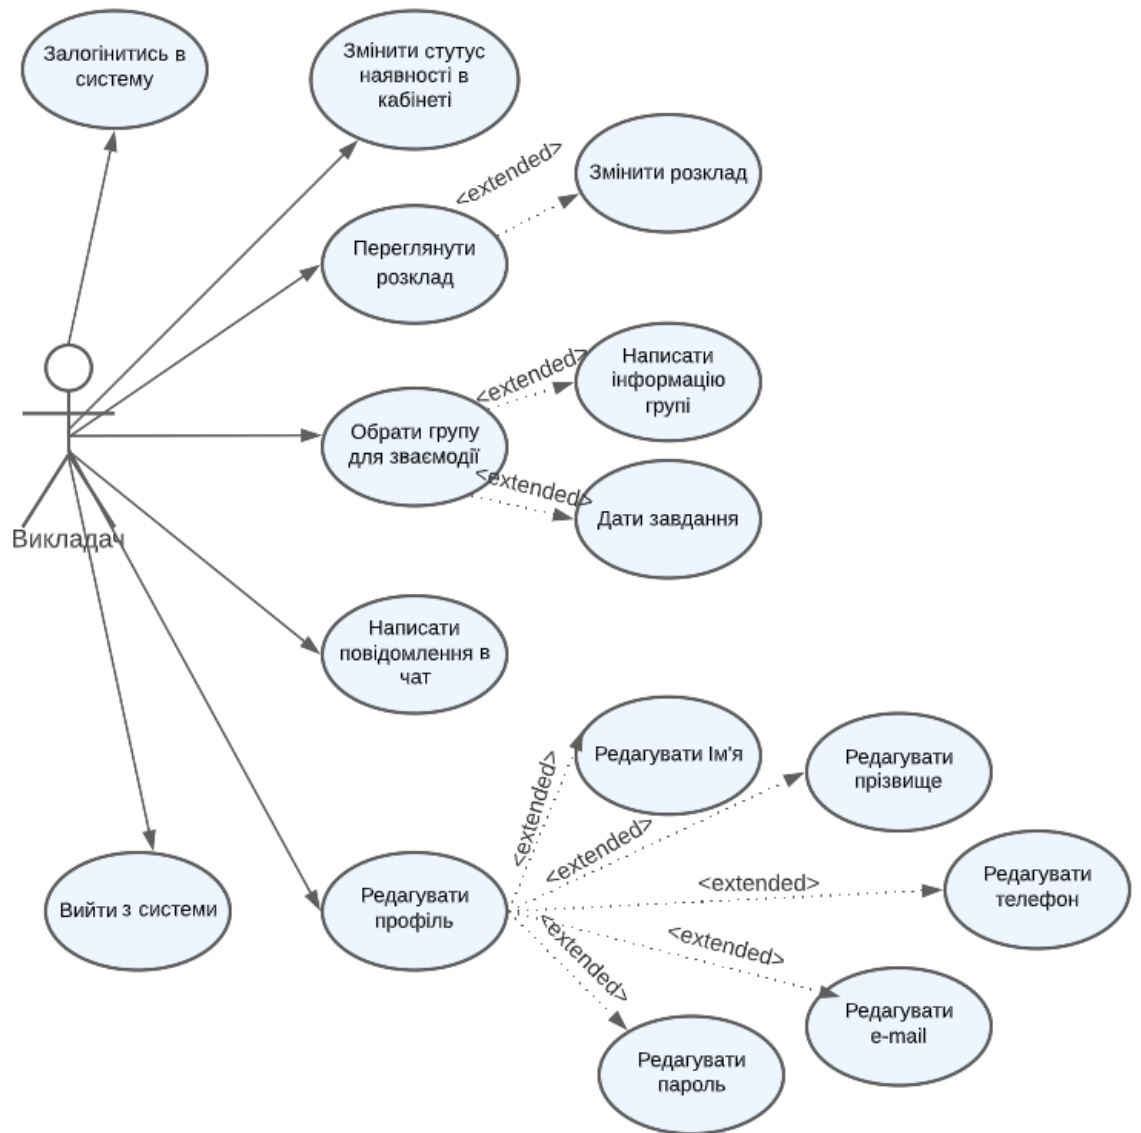 Залогінитись в
систему
Змінити стутус
наявності в
кабінеті
<extended>
Змінити розклад
Переглянути
розклад
<extended>
Написати
інформацію
групі
Обрати групу
для зваємодії
<extended>
Дати завдання
Викладач
Написати
повідомлення в
чат
<extended>
Редагувати Ім'я
Редагувати
прізвище
<extended>
<extended>
Редагувати
телефон
Вийти з системи
Редагувати
профіль
<extended>
<extended>
Редагувати
e-mail
Редагувати
пароль